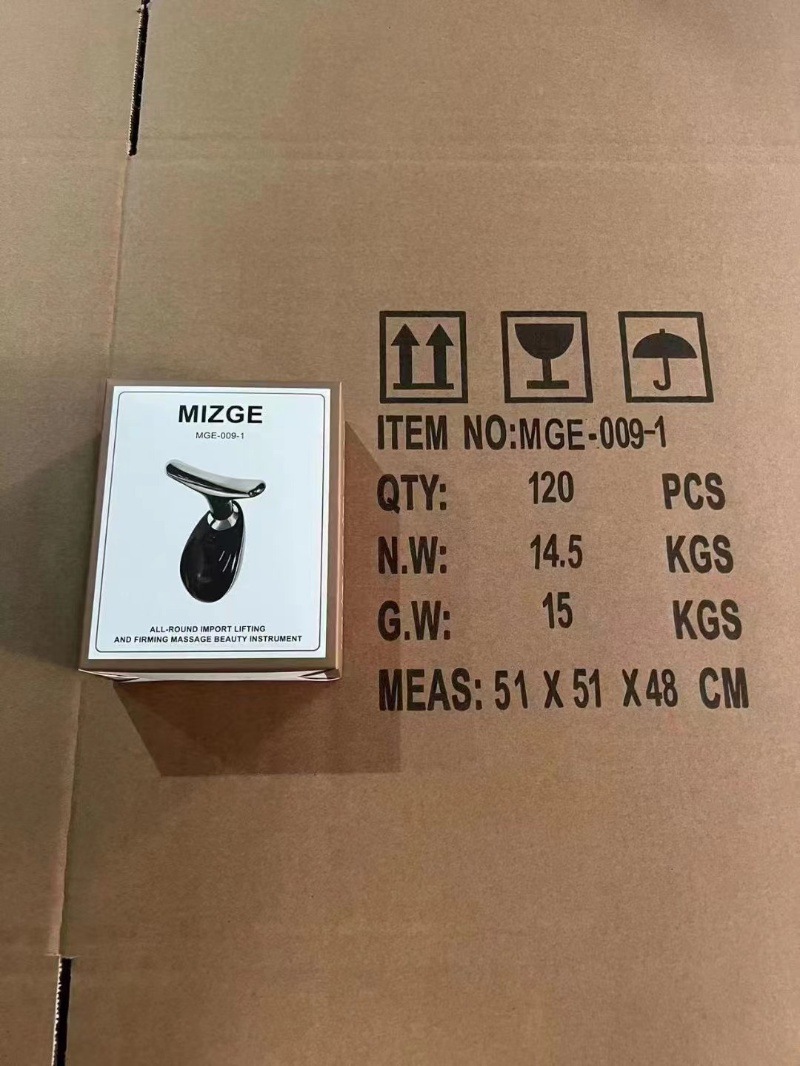 MIZGE
MGE-009-1
ALL-ROUND IMPORT LIFTING
AND FIRMING MASSAGE BEAUTY INSTRUMENT
ITEM NO:MGE-009-1
QTY: 120 PCS
N.W: 14.5 KGS
G.W: 15 KGS
MEAS: 51 X 51 X 48 CM